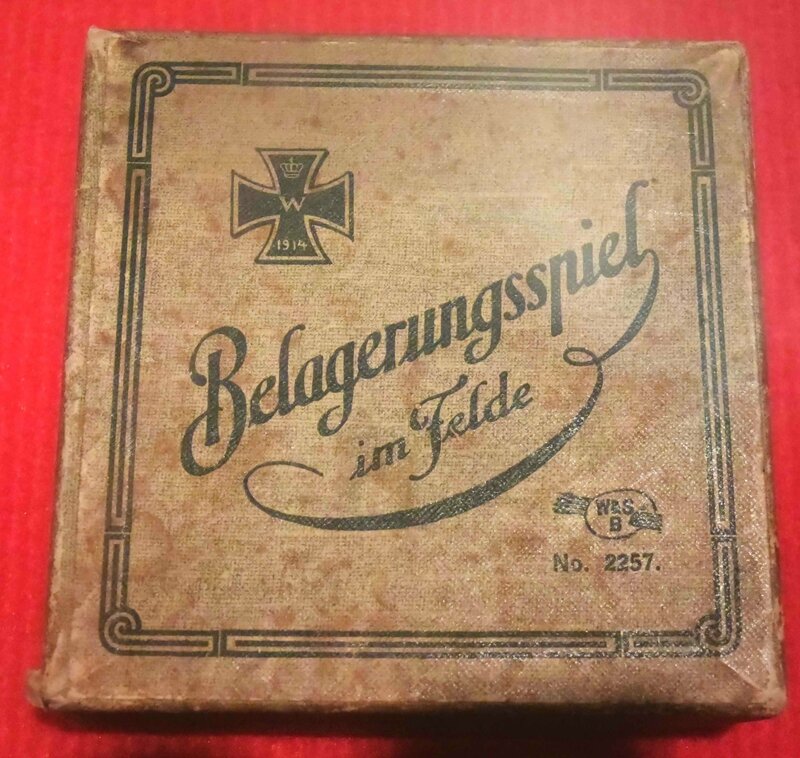 W
1914
Belagerungsspiel
im Felde
W&S
B
No. 2257.